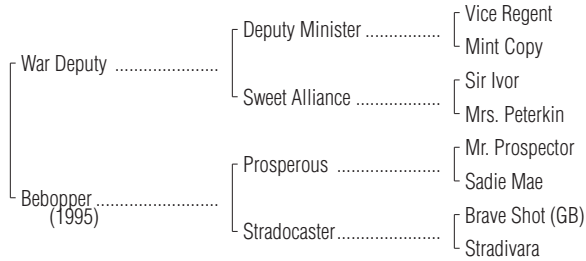 Vice Regent
Deputy Minister ..................
Mint Copy
War Deputy .....................
Sir Ivor
Sweet Alliance .................
Mrs. Peterkin
Mr. Prospector
Prosperous .....................
Sadie Mae
Bebopper.........................
(1995)
Brave Shot (GB)
Stradocaster.....................
Stradivara